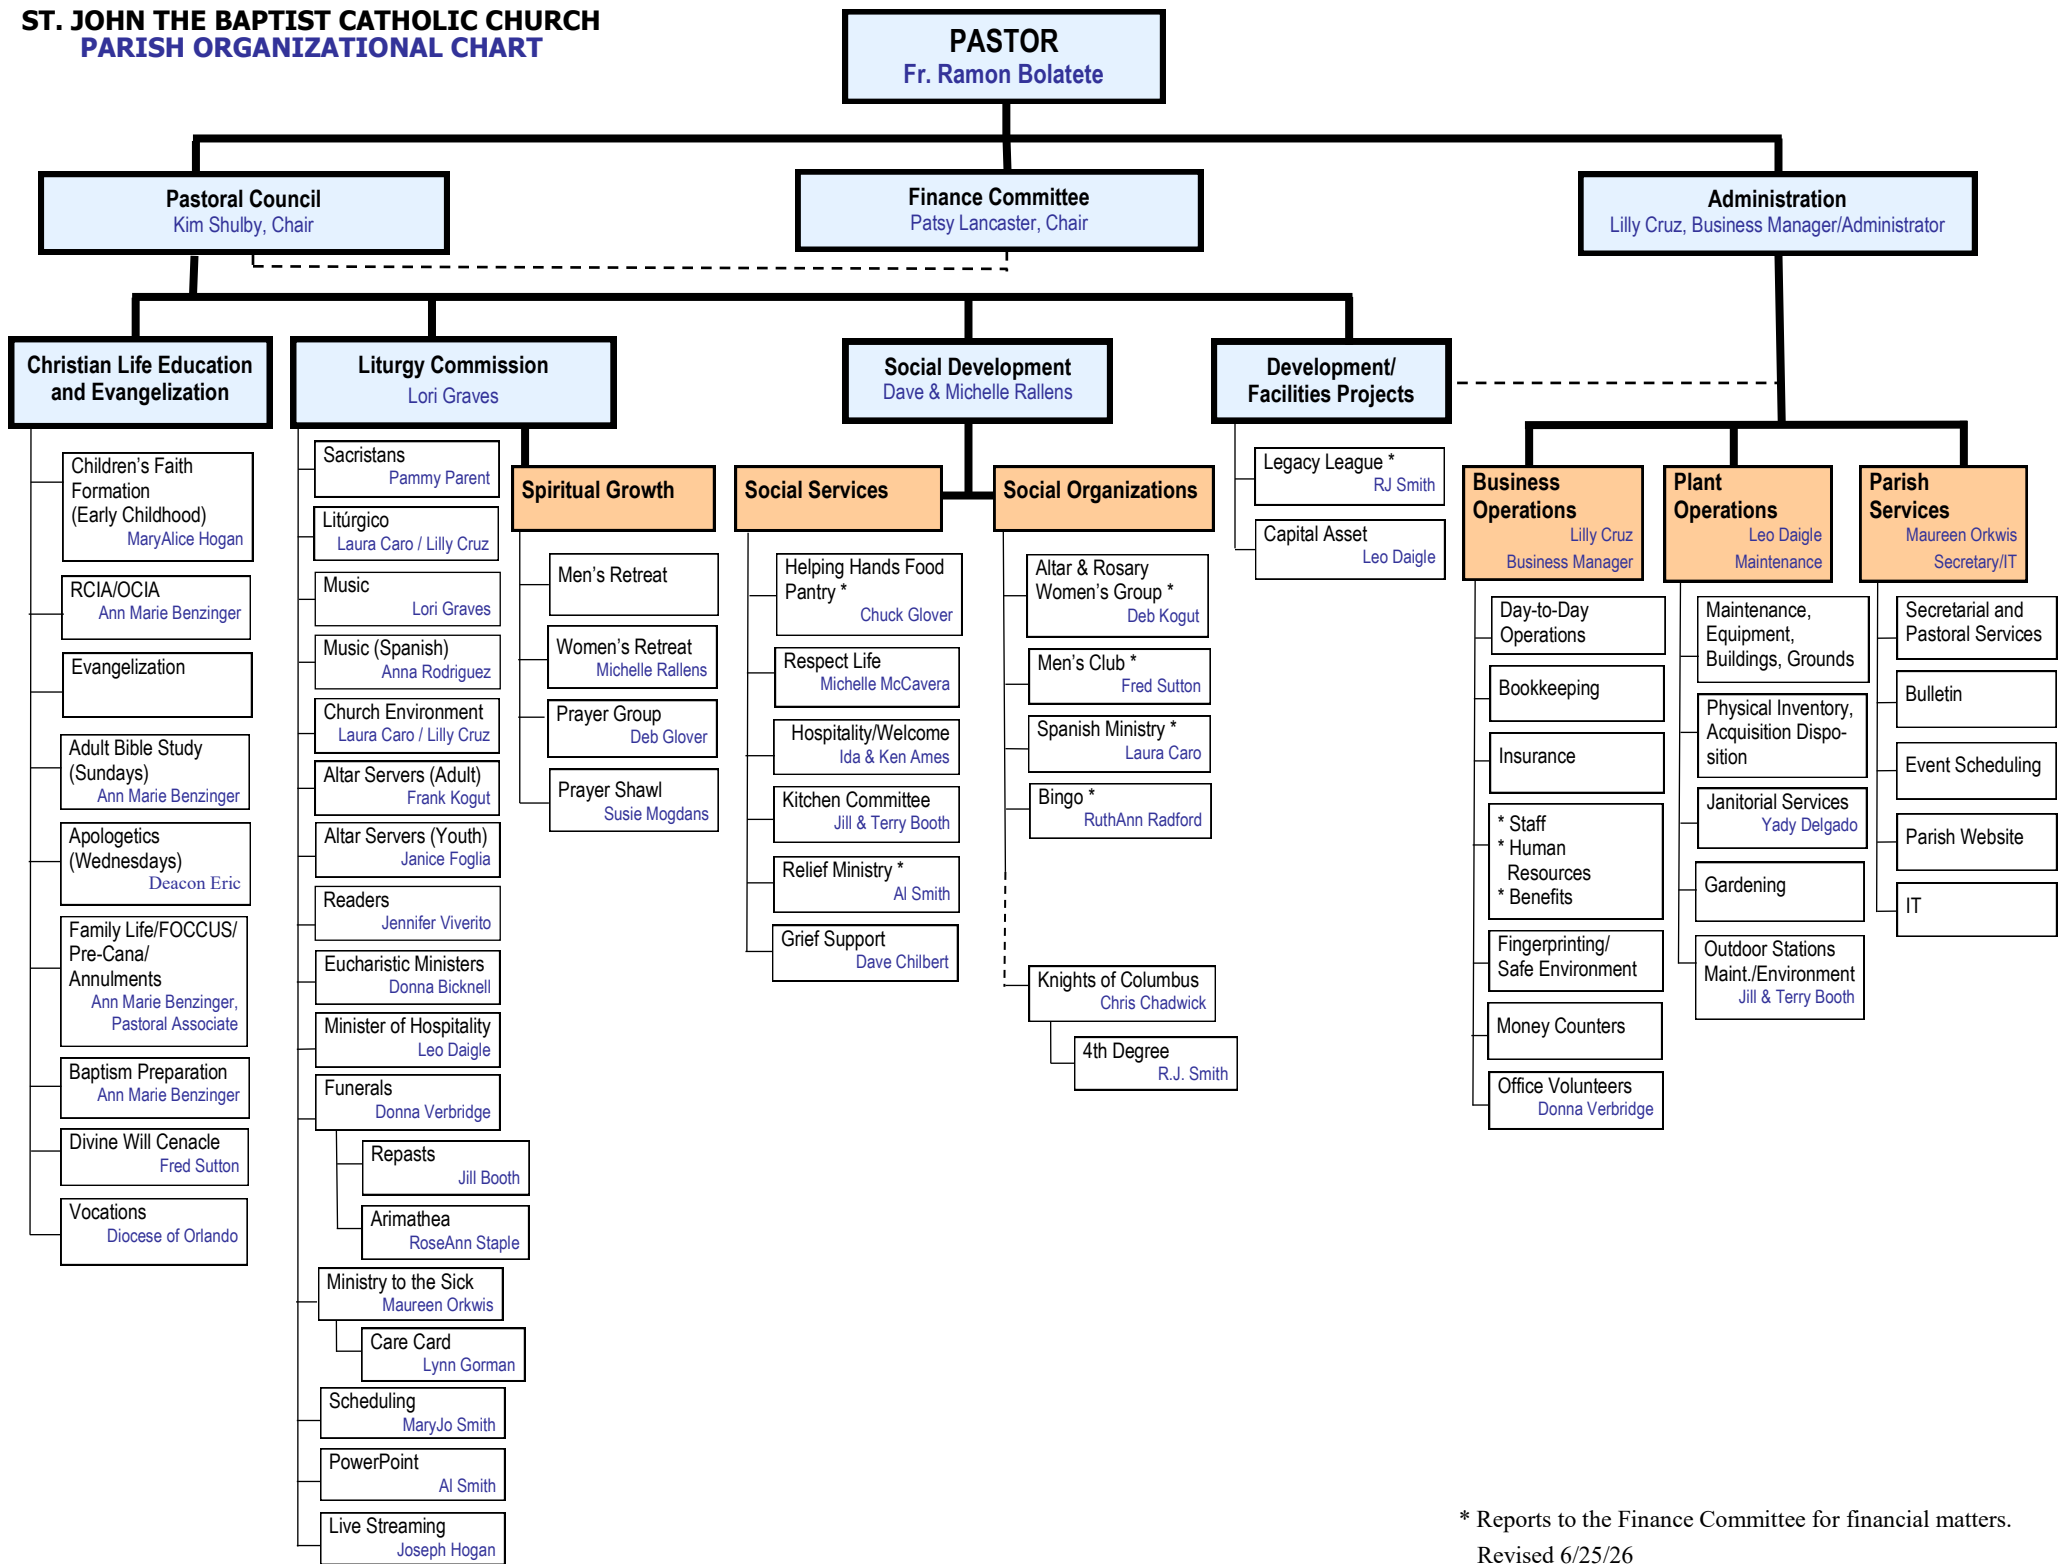 ST. JOHN THE BAPTIST CATHOLIC CHURCH
PARISH ORGANIZATIONAL CHART
PASTOR
Fr. Ramon Bolatete
Pastoral Council
Kim Shulby, Chair
Finance Committee
Patsy Lancaster, Chair
Administration
Lilly Cruz, Business Manager/Administrator
Christian Life Education
and Evangelization
Children's Faith
Formation
(Early Childhood)
MaryAlice Hogan
RCIA/OCIA
Ann Marie Benzinger
Evangelization
Adult Bible Study
(Sundays)
Ann Marie Benzinger
Apologetics
(Wednesdays)
Deacon Eric
Family Life/FOCCUS/
Pre-Cana/
Annulments
Ann Marie Benzinger,
Pastoral Associate
Baptism Preparation
Ann Marie Benzinger
Divine Will Cenacle
Fred Sutton
Vocations
Diocese of Orlando
Liturgy Commission
Lori Graves
Sacristans
Pammy Parent
Litúrgico
Laura Caro / Lilly Cruz
Music
Lori Graves
Music (Spanish)
Anna Rodriguez
Church Environment
Laura Caro / Lilly Cruz
Altar Servers (Adult)
Frank Kogut
Altar Servers (Youth)
Janice Foglia
Readers
Jennifer Viverito
Eucharistic Ministers
Donna Bicknell
Minister of Hospitality
Leo Daigle
Funerals
Donna Verbridge
Repasts
Jill Booth
Arimathea
RoseAnn Staple
Ministry to the Sick
Maureen Orkwis
Care Card
Lynn Gorman
Scheduling
MaryJo Smith
PowerPoint
Al Smith
Live Streaming
Joseph Hogan
Spiritual Growth
Men's Retreat
Women's Retreat
Michelle Rallens
Prayer Group
Deb Glover
Prayer Shawl
Susie Mogdans
Social Development
Dave & Michelle Rallens
Social Services
Helping Hands Food
Pantry *
Chuck Glover
Respect Life
Michelle McCavera
Hospitality/Welcome
Ida & Ken Ames
Kitchen Committee
Jill & Terry Booth
Relief Ministry *
Al Smith
Grief Support
Dave Chilbert
Social Organizations
Altar & Rosary
Women's Group *
Deb Kogut
Men's Club *
Fred Sutton
Spanish Ministry *
Laura Caro
Bingo *
RuthAnn Radford
Knights of Columbus
Chris Chadwick
4th Degree
R.J. Smith
Development/
Facilities Projects
Legacy League *
RJ Smith
Capital Asset
Leo Daigle
Business
Operations
Lilly Cruz
Business Manager
Day-to-Day
Operations
Bookkeeping
Insurance
* Staff
* Human
Resources
* Benefits
Fingerprinting/
Safe Environment
Money Counters
Office Volunteers
Donna Verbridge
Plant
Operations
Leo Daigle
Maintenance
Maintenance,
Equipment,
Buildings, Grounds
Physical Inventory,
Acquisition Dispo-
sition
Janitorial Services
Yady Delgado
Gardening
Outdoor Stations
Maint./Environment
Jill & Terry Booth
Parish
Services
Maureen Orkwis
Secretary/IT
Secretarial and
Pastoral Services
Bulletin
Event Scheduling
Parish Website
IT
* Reports to the Finance Committee for financial matters.
Revised 6/25/26